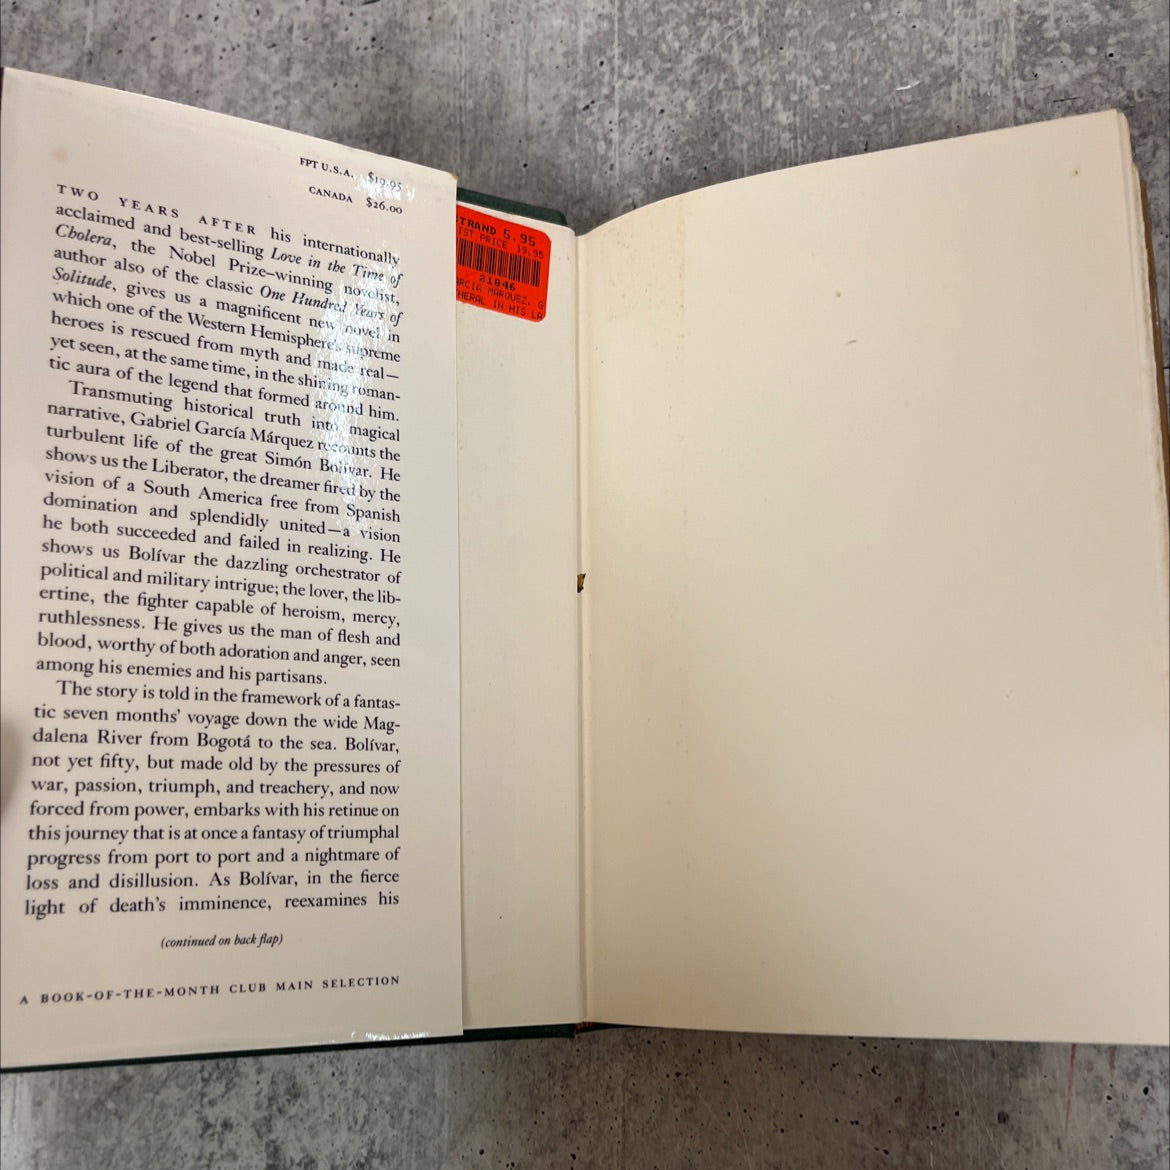 FPT U.S.A. $19.95
CANADA $26.00
TWO YEARS AFTER his internationally
acclaimed and best-selling Love in the Time of
Cholera, the Nobel Prize–winning novelist,
author also of the classic One Hundred Years of
Solitude, gives us a magnificent new novel in
which one of the Western Hemisphere's supreme
heroes is rescued from myth and made real—
yet seen, at the same time, in the shining roman-
tic aura of the legend that formed around him.
Transmuting historical truth into magical
narrative, Gabriel García Márquez recounts the
turbulent life of the great Simón Bolívar. He
shows us the Liberator, the dreamer fired by the
vision of a South America free from Spanish
domination and splendidly united—a vision
he both succeeded and failed in realizing. He
shows us Bolívar the dazzling orchestrator of
political and military intrigue; the lover, the lib-
ertine, the fighter capable of heroism, mercy,
ruthlessness. He gives us the man of flesh and
blood, worthy of both adoration and anger, seen
among his enemies and his partisans.
The story is told in the framework of a fantas-
tic seven months' voyage down the wide Mag-
dalena River from Bogotá to the sea. Bolívar,
not yet fifty, but made old by the pressures of
war, passion, triumph, and treachery, and now
forced from power, embarks with his retinue on
this journey that is at once a fantasy of triumphal
progress from port to port and a nightmare of
loss and disillusion. As Bolívar, in the fierce
light of death's imminence, reexamines his
(continued on back flap)
A BOOK-OF-THE-MONTH CLUB MAIN SELECTION
TRAND 5.95
IST PRICE 19.95
21846
ARCIA MARQUEZ, G
ENERAL IN HIS LA